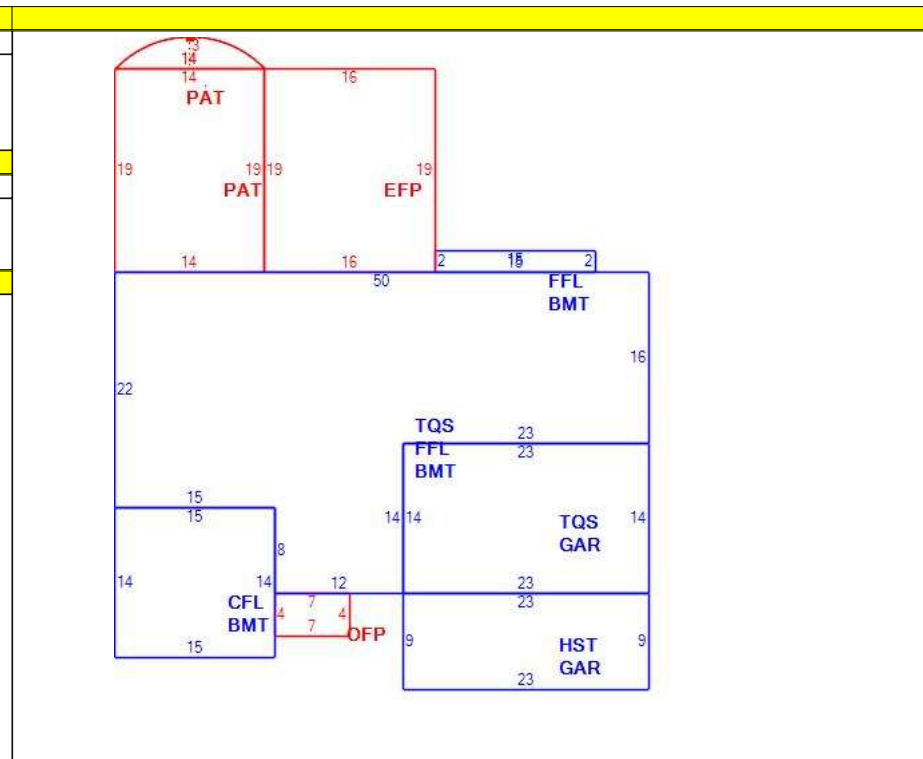 13
14
14 16
PAT
19 19 19 19
PAT EFP
14 16 2 15 2
50 FFL
BMT
16
22
TQS 23
FFL 23
BMT
15
15
14 14 TQS 14
GAR
8
14 14 12 23
CFL 4 7 4 23
BMT 7 OFP
9 HST 9
15 GAR
23